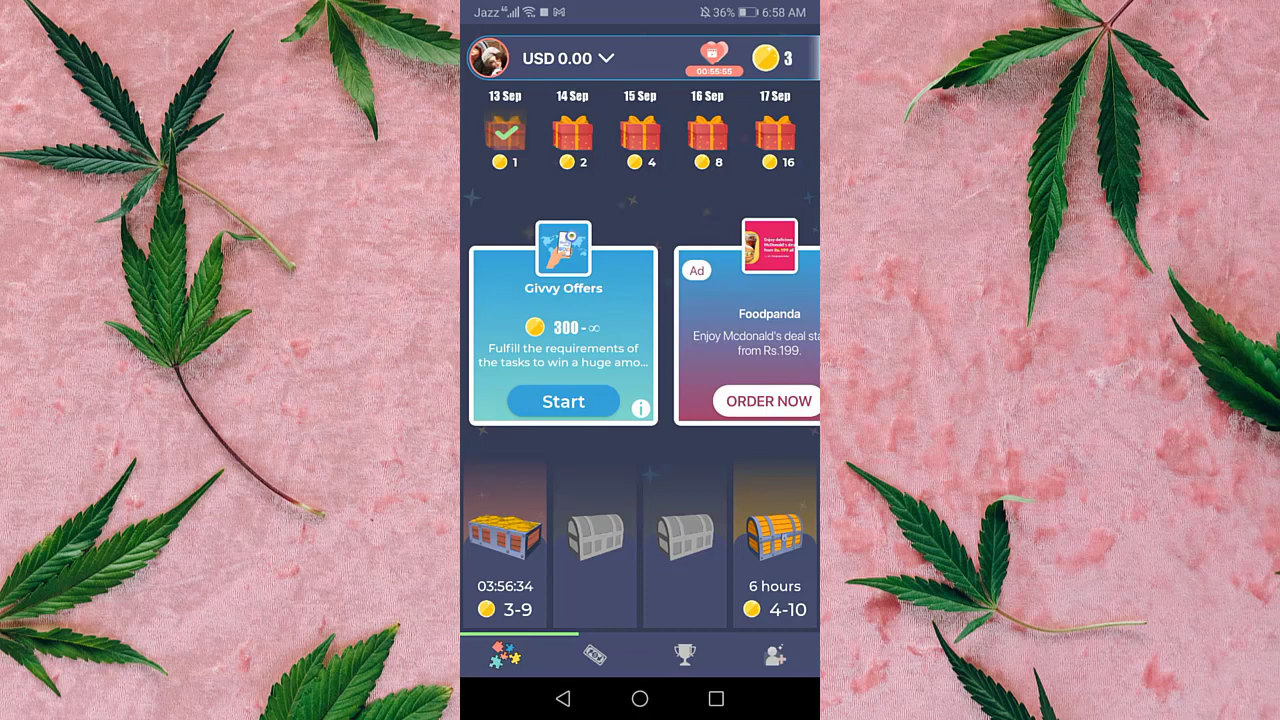 Jazz 4G 36% 6:58 AM
USD 0.00
00:55:55
3
13 Sep 14 Sep 15 Sep 16 Sep 17 Sep
1 2 4 8 16
Givvy Offers
300-∞
Fulfill the requirements of
the tasks to win a huge amo...
Start
i
Ad
Foodpanda
Enjoy Mcdonald's deal sta
from Rs.199.
ORDER NOW
03:56:34 6 hours
3-9 4-10